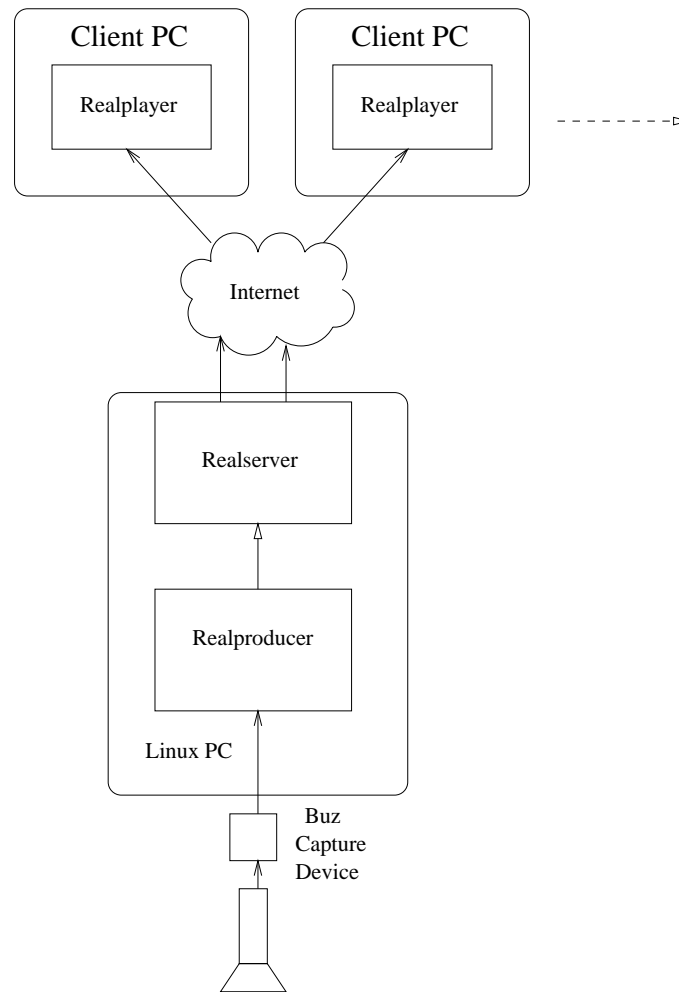 Client PC
Client PC
Realplayer
Realplayer
Internet
Realserver
Realproducer
Linux PC
Buz
Capture
Device